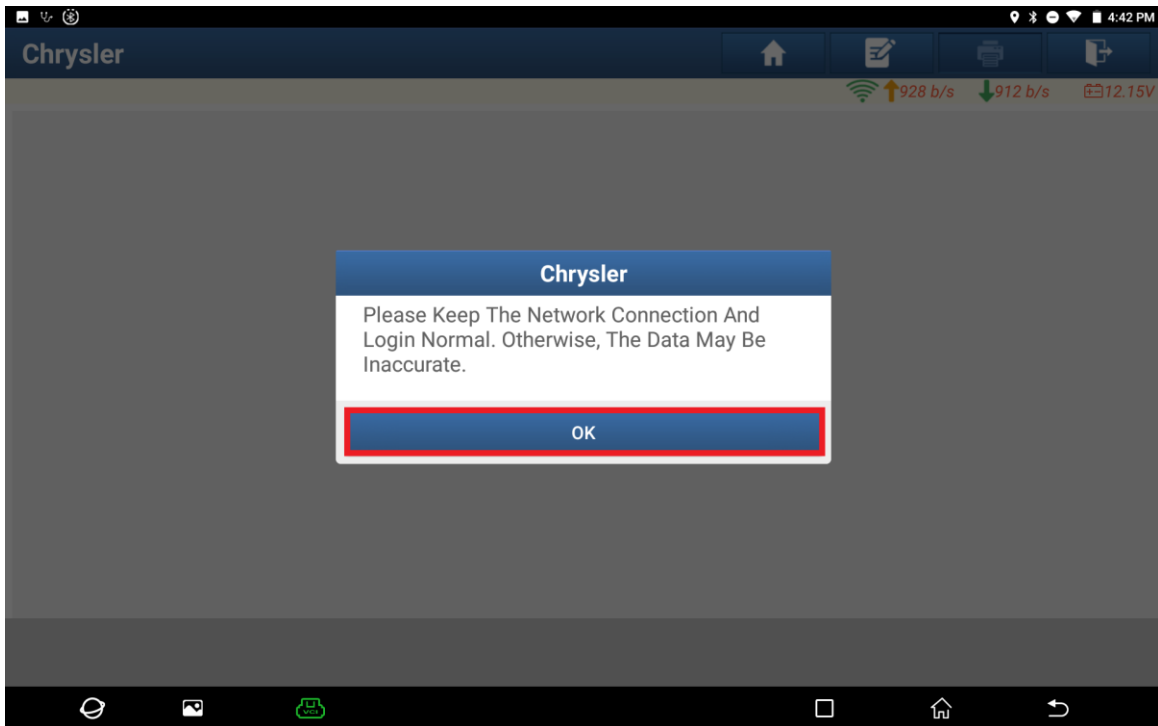 4:42 PM
Chrysler
928 b/s 912 b/s 12.15V
Chrysler
Please Keep The Network Connection And
Login Normal. Otherwise, The Data May Be
Inaccurate.
OK
VCI